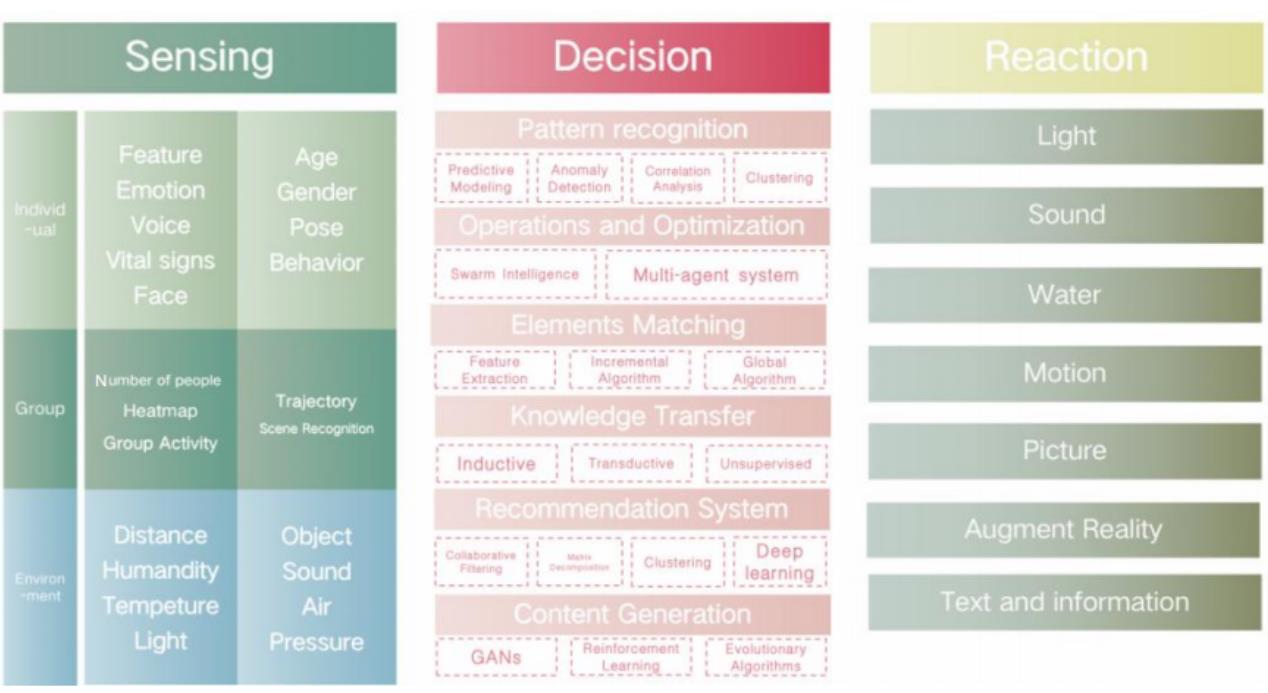 Sensing
Individ
-ual
Feature
Emotion
Voice
Vital signs
Face
Age
Gender
Pose
Behavior
Group
Number of people
Heatmap
Group Activity
Trajectory
Scene Recognition
Environ
-ment
Distance
Humandity
Tempeture
Light
Object
Sound
Air
Pressure
Decision
Pattern recognition
Predictive
Modeling
Anomaly
Detection
Correlation
Analysis
Clustering
Operations and Optimization
Swarm Intelligence
Multi-agent system
Elements Matching
Feature
Extraction
Incremental
Algorithm
Global
Algorithm
Knowledge Transfer
Inductive
Transductive
Unsupervised
Recommendation System
Collaborative
Filtering
Matrix
Decomposition
Clustering
Deep
learning
Content Generation
GANs
Reinforcement
Learning
Evolutionary
Algorithms
Reaction
Light
Sound
Water
Motion
Picture
Augment Reality
Text and information